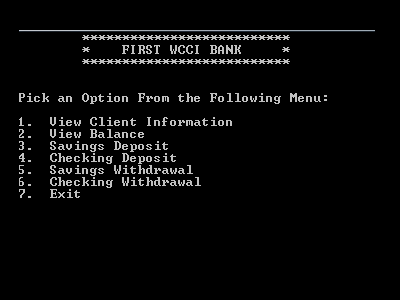 **************************
*    FIRST WCCI BANK     *
**************************
Pick an Option From the Following Menu:
1.  View Client Information
2.  View Balance
3.  Savings Deposit
4.  Checking Deposit
5.  Savings Withdrawal
6.  Checking Withdrawal
7.  Exit